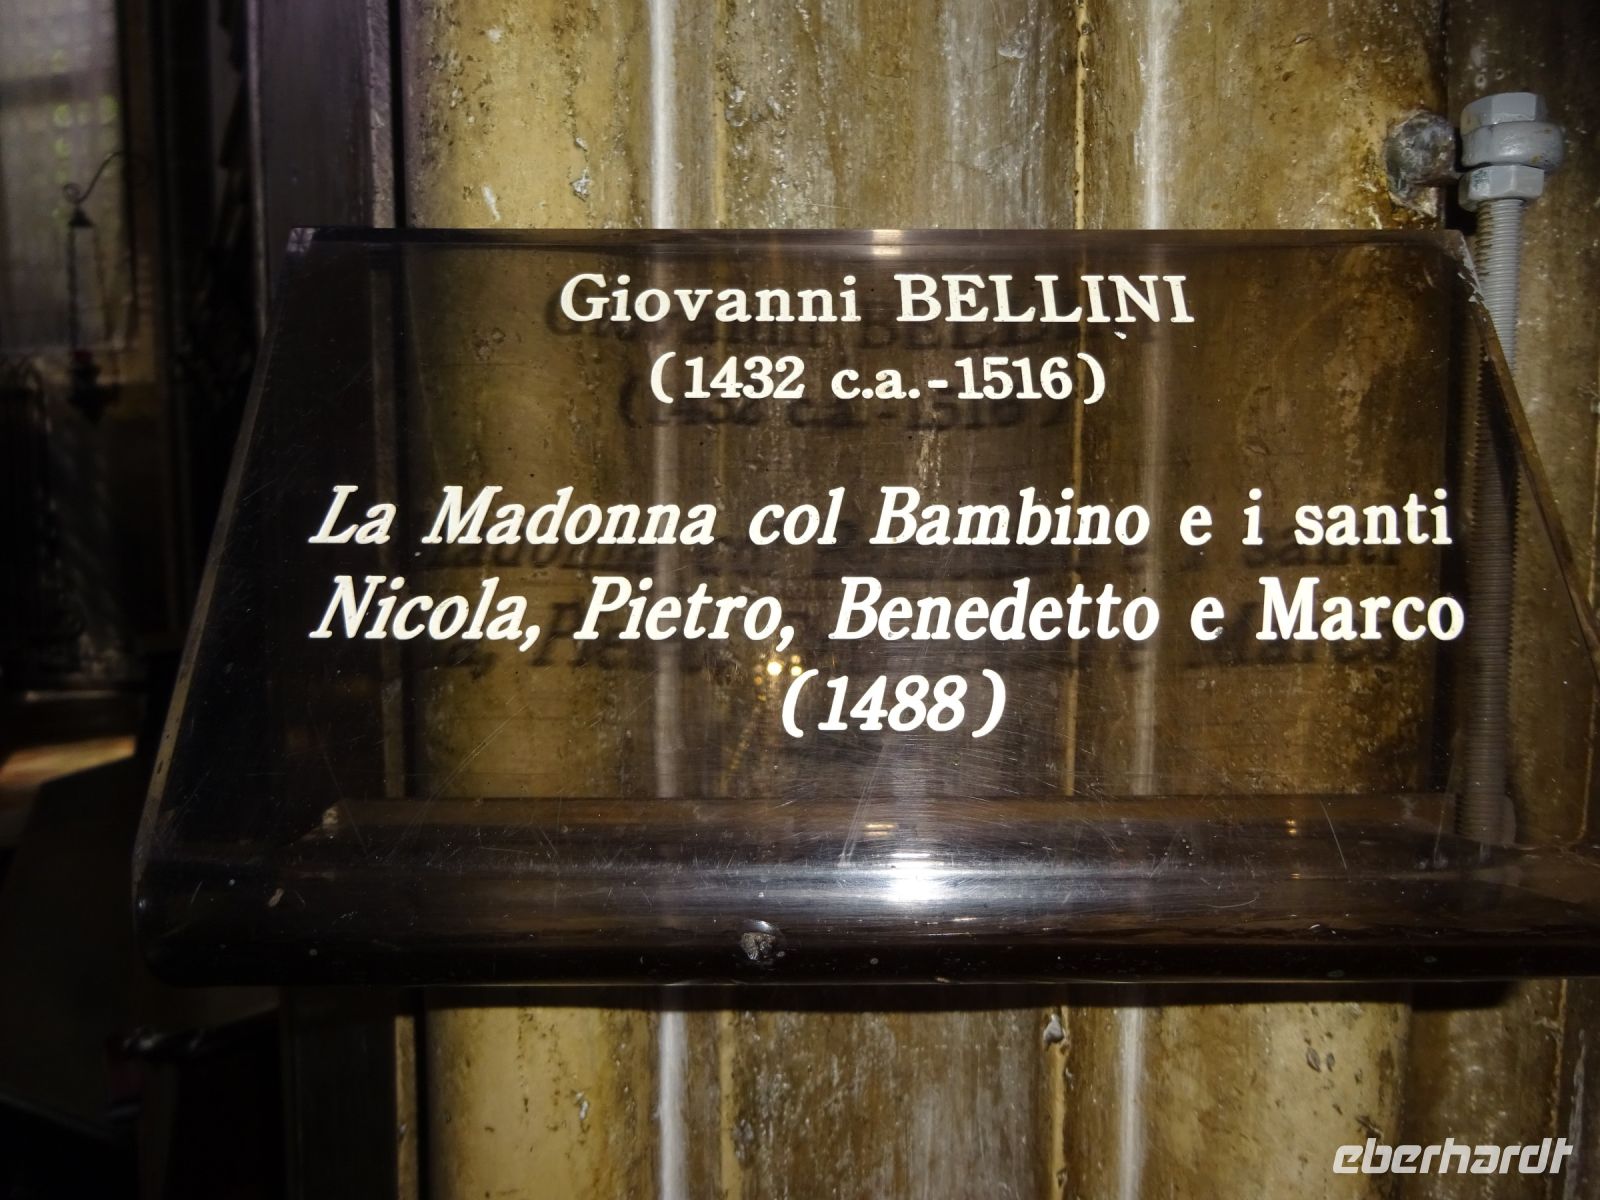 Giovanni BELLINI
(1432 c.a.-1516)
La Madonna col Bambino e i santi
Nicola, Pietro, Benedetto e Marco
(1488)
eberhardt